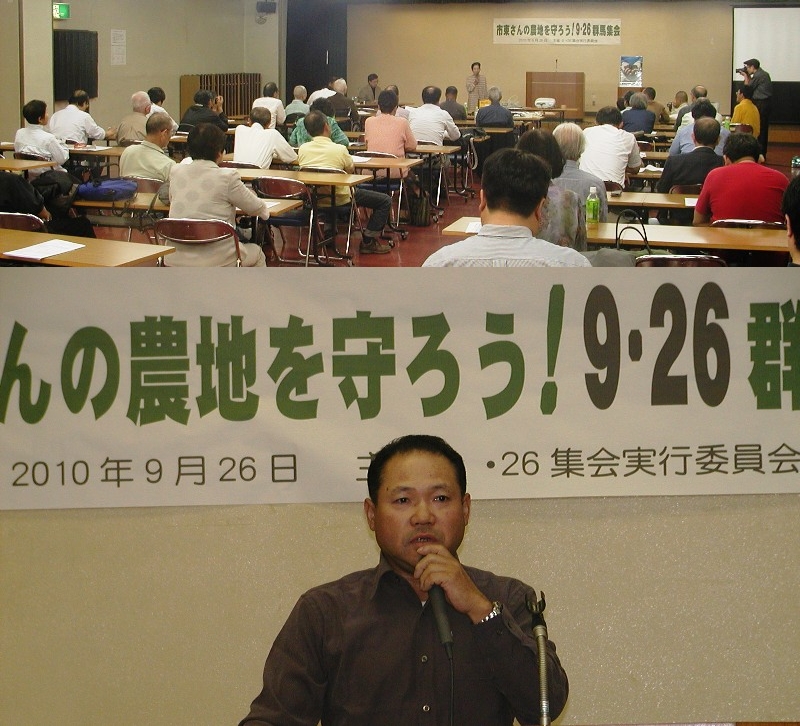 市東さんの農地を守ろう!9・26群馬集会
んの農地を守ろう!9・26群
2010年9月26日 主 ・26集会実行委員会